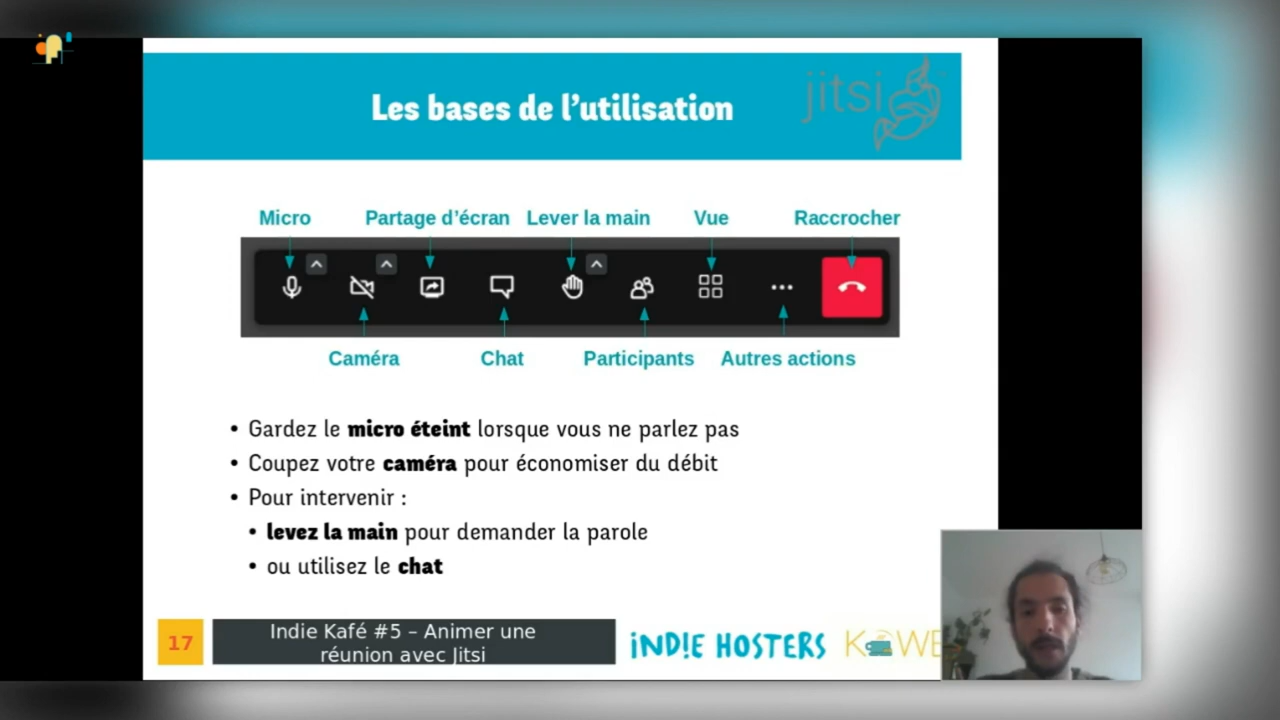 Les bases de l’utilisation
jitsi
Micro
Partage d’écran
Lever la main
Vue
Raccrocher
Caméra
Chat
Participants
Autres actions
• Gardez le micro éteint lorsque vous ne parlez pas
• Coupez votre caméra pour économiser du débit
• Pour intervenir :
• levez la main pour demander la parole
• ou utilisez le chat
17
Indie Kafé #5 – Animer une
réunion avec Jitsi
INDIE HOSTERS